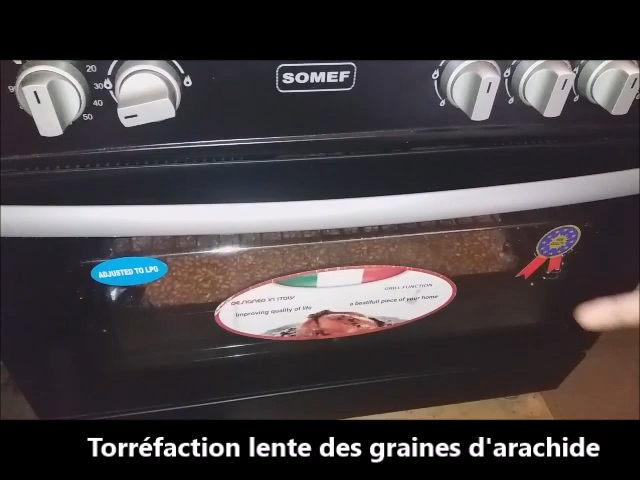 20
30
40
50
SOMEF
ADJUSTED TO LPG
DESIGNED IN ITALY
GRILL FUNCTION
Improving quality of life
a beatifull piece of your home
Torréfaction lente des graines d'arachide